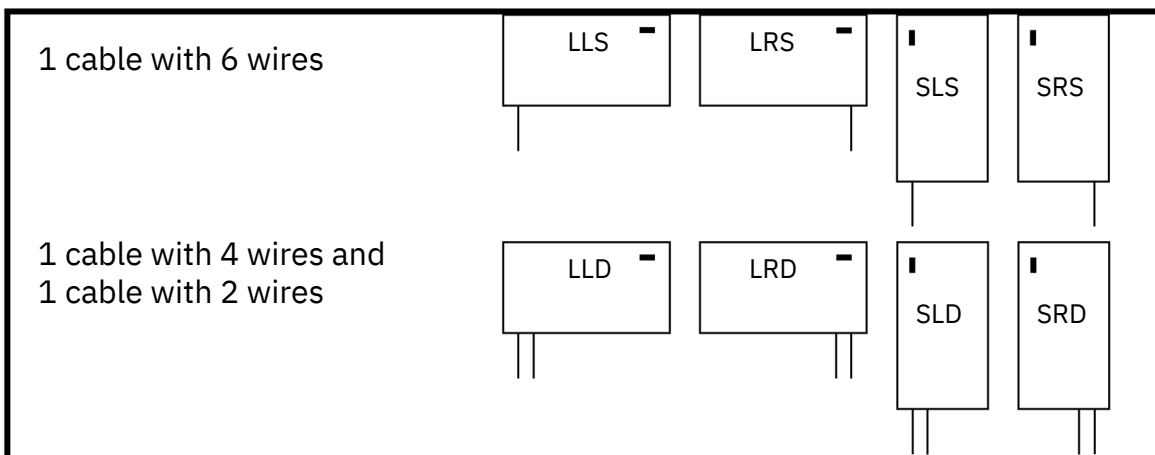 1 cable with 6 wires
LLS
LRS
SLS
SRS
1 cable with 4 wires and
1 cable with 2 wires
LLD
LRD
SLD
SRD